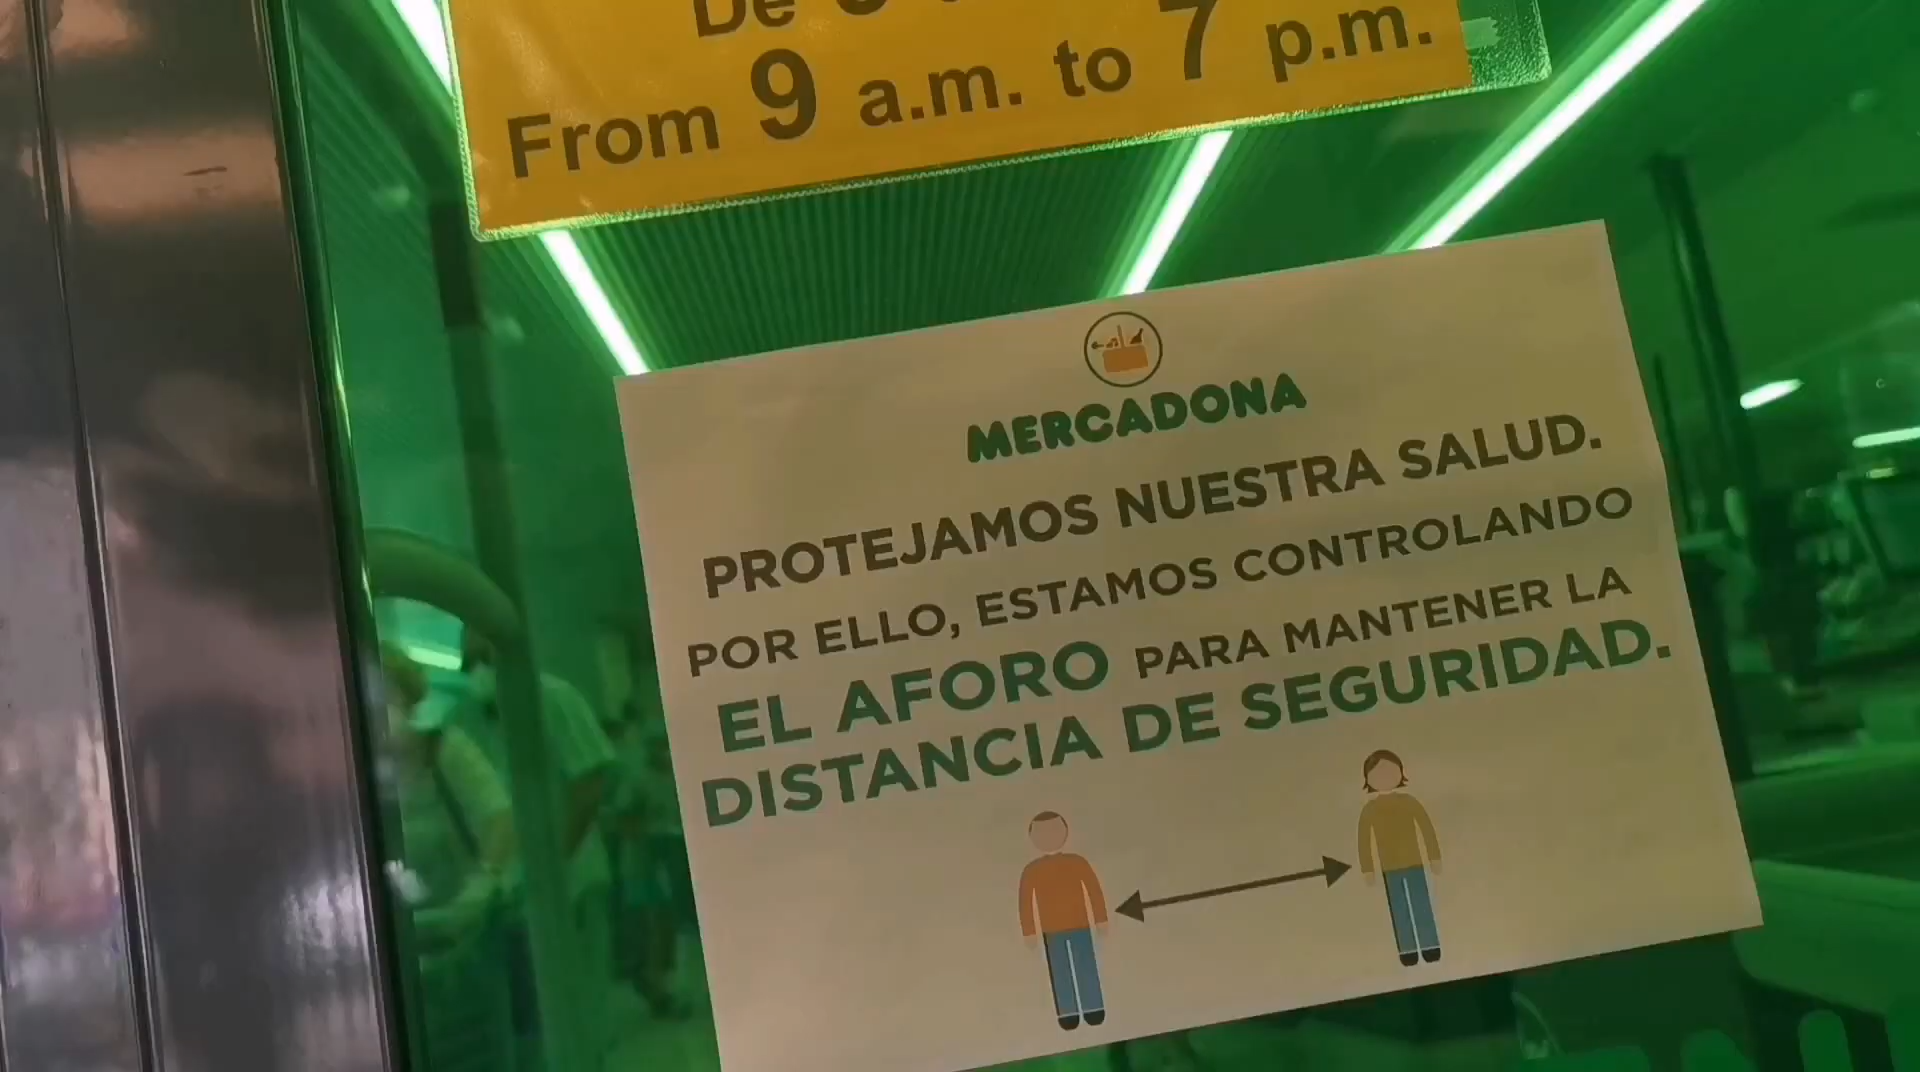 De
From 9 a.m. to 7 p.m.
MERCADONA
PROTEJAMOS NUESTRA SALUD.
POR ELLO, ESTAMOS CONTROLANDO
EL AFORO PARA MANTENER LA
DISTANCIA DE SEGURIDAD.